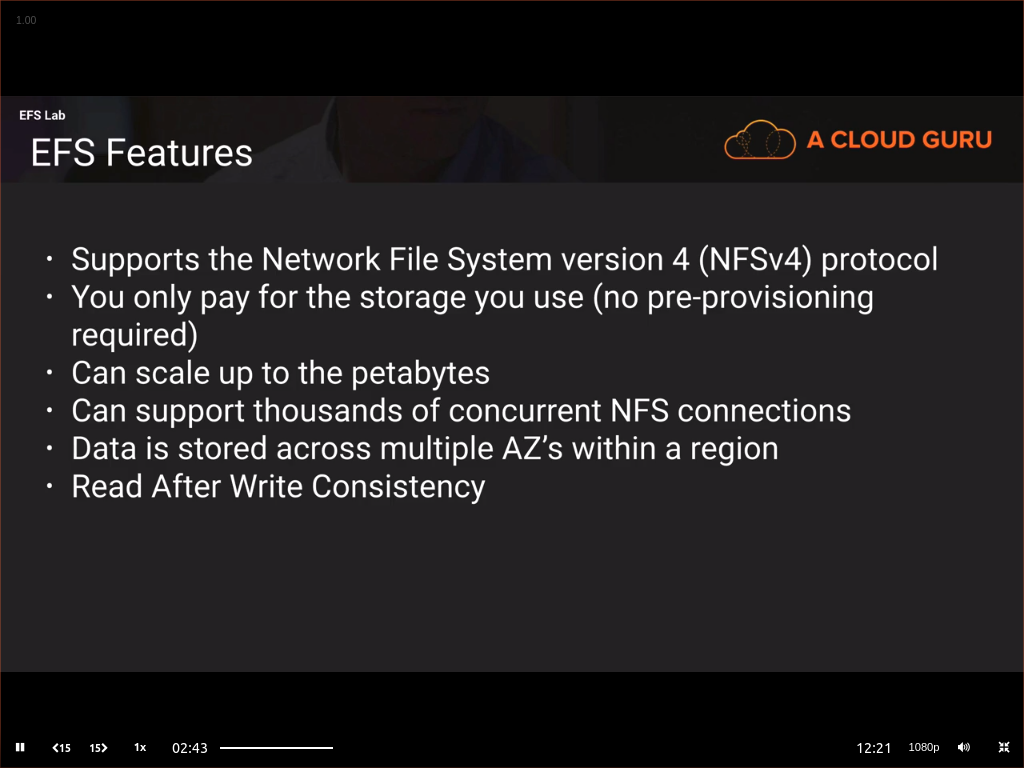 1.00
EFS Lab
EFS Features
A CLOUD GURU
• Supports the Network File System version 4 (NFSv4) protocol
• You only pay for the storage you use (no pre-provisioning
required)
• Can scale up to the petabytes
• Can support thousands of concurrent NFS connections
• Data is stored across multiple AZ’s within a region
• Read After Write Consistency
15 15 1x 02:43 12:21 1080p